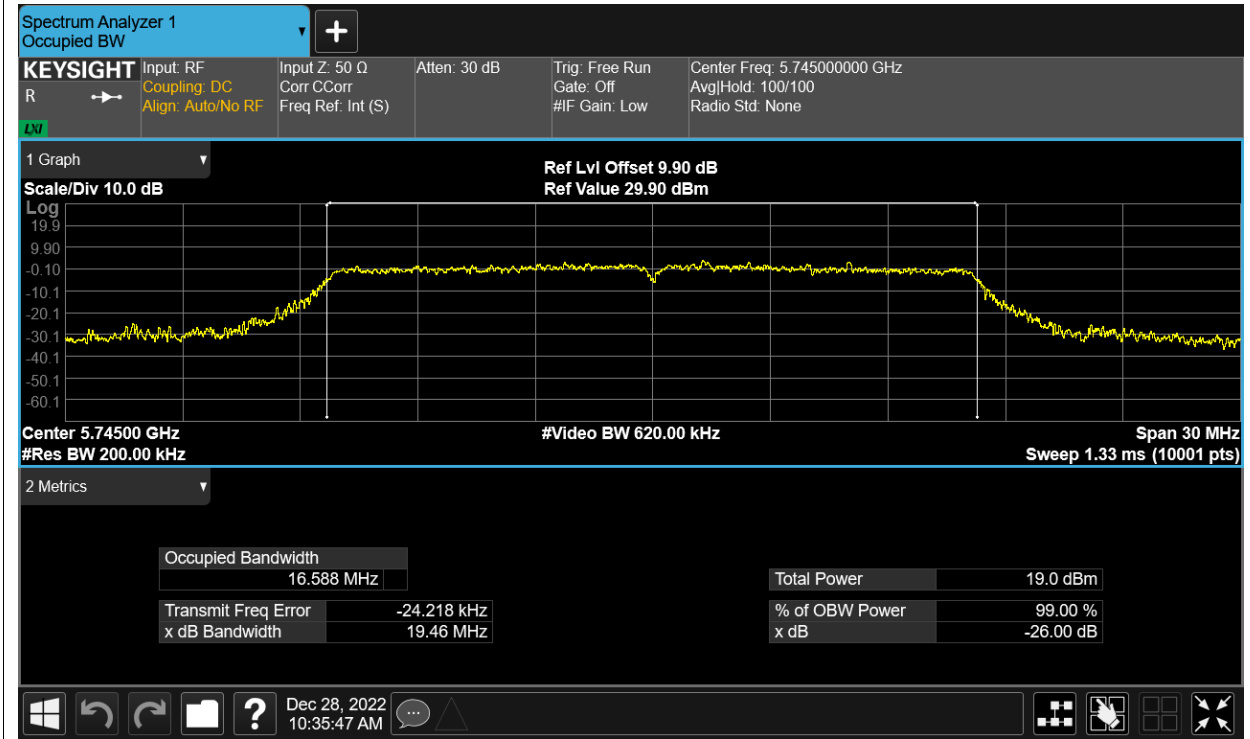 Spectrum Analyzer 1
Occupied BW
KEYSIGHT
R
LXI
Input: RF
Coupling: DC
Align: Auto/No RF
Input Z: 50 Ω
Corr CCorr
Freq Ref: Int (S)
Atten: 30 dB
Trig: Free Run
Gate: Off
#IF Gain: Low
Center Freq: 5.745000000 GHz
Avg|Hold: 100/100
Radio Std: None
1 Graph
Scale/Div 10.0 dB
Ref Lvl Offset 9.90 dB
Ref Value 29.90 dBm
Log
19.9
9.90
-0.10
-10.1
-20.1
-30.1
-40.1
-50.1
-60.1
Center 5.74500 GHz
#Video BW 620.00 kHz
Span 30 MHz
#Res BW 200.00 kHz
Sweep 1.33 ms (10001 pts)
2 Metrics
Occupied Bandwidth
16.588 MHz
Transmit Freq Error -24.218 kHz
x dB Bandwidth 19.46 MHz
Total Power 19.0 dBm
% of OBW Power 99.00 %
x dB -26.00 dB
?
Dec 28, 2022
10:35:47 AM